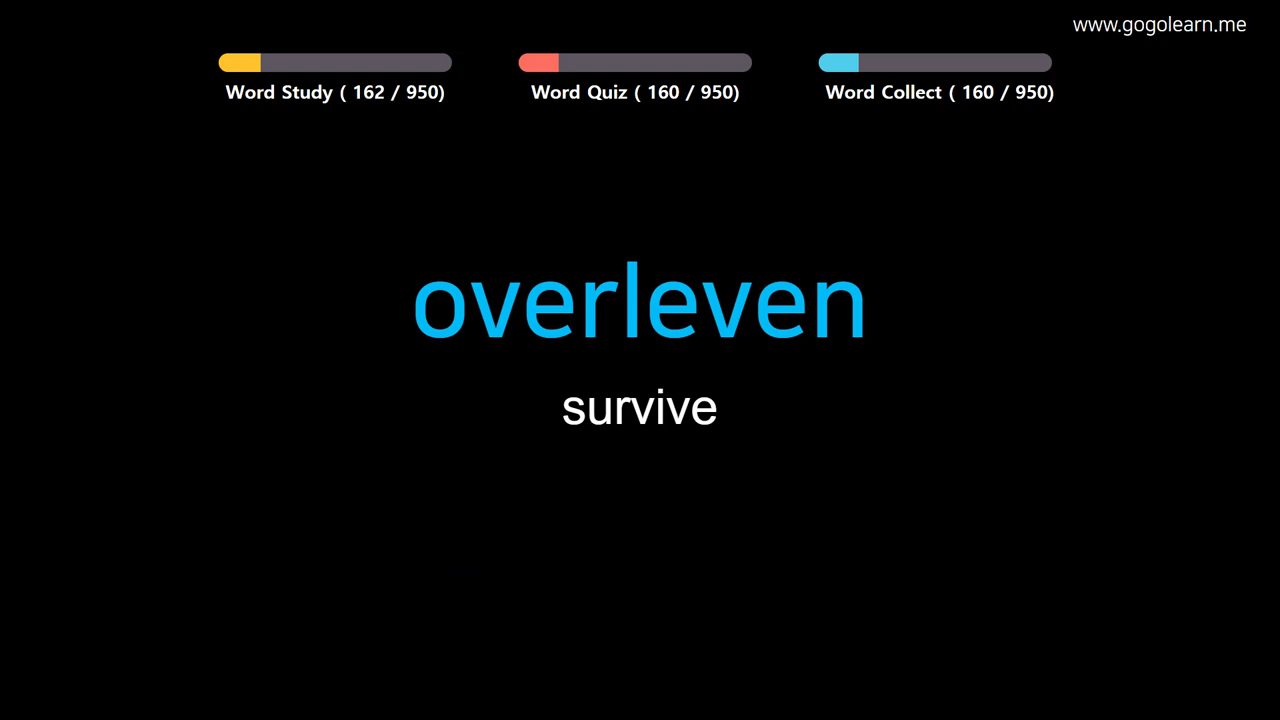 www.gogolearn.me
Word Study ( 162 / 950)
Word Quiz ( 160 / 950)
Word Collect ( 160 / 950)
overleven
survive